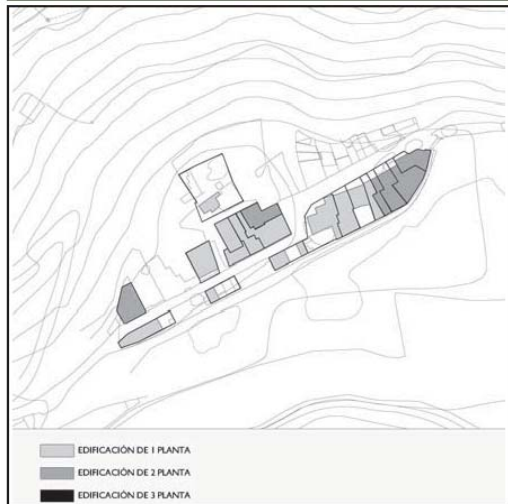 EDIFICACIÓN DE 1 PLANTA
EDIFICACIÓN DE 2 PLANTA
EDIFICACIÓN DE 3 PLANTA